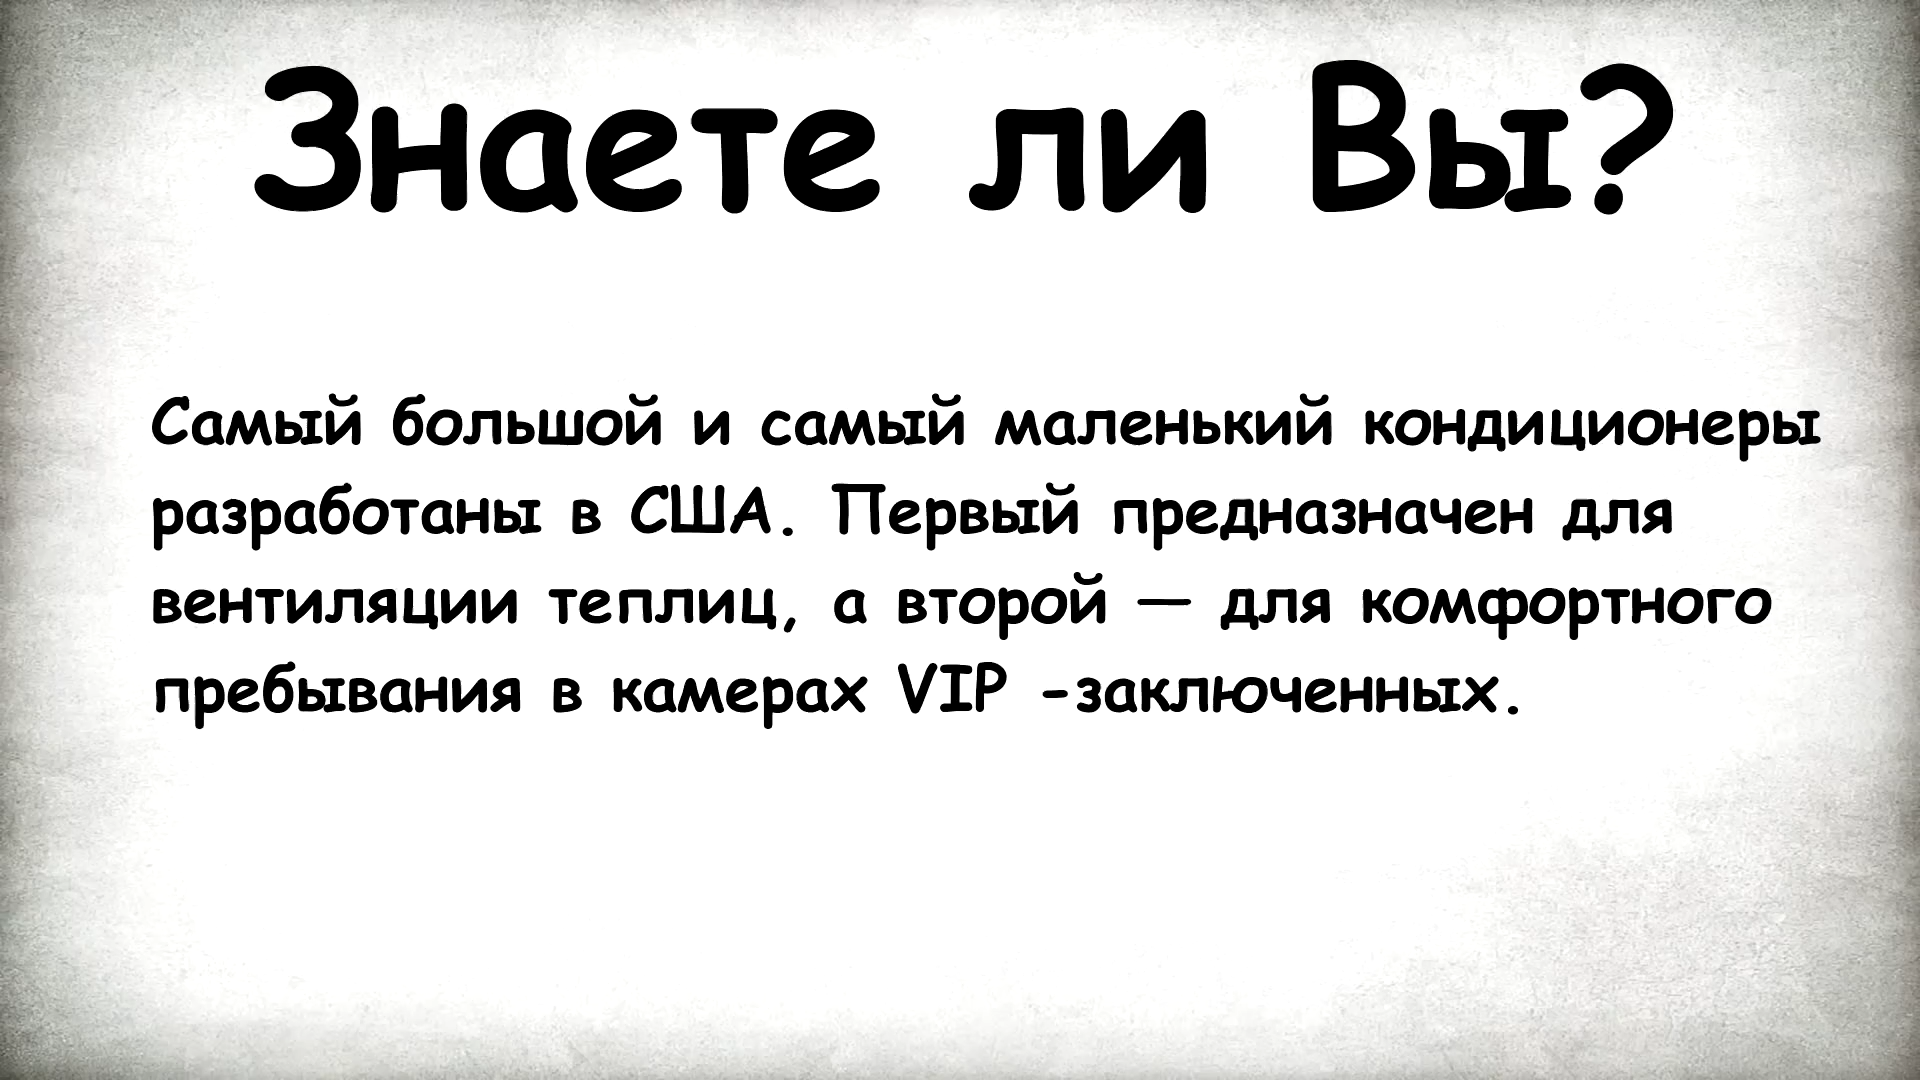 Знаете ли Вы?
Самый большой и самый маленький кондиционеры
разработаны в США. Первый предназначен для
вентиляции теплиц, а второй — для комфортного
пребывания в камерах VIP -заключенных.